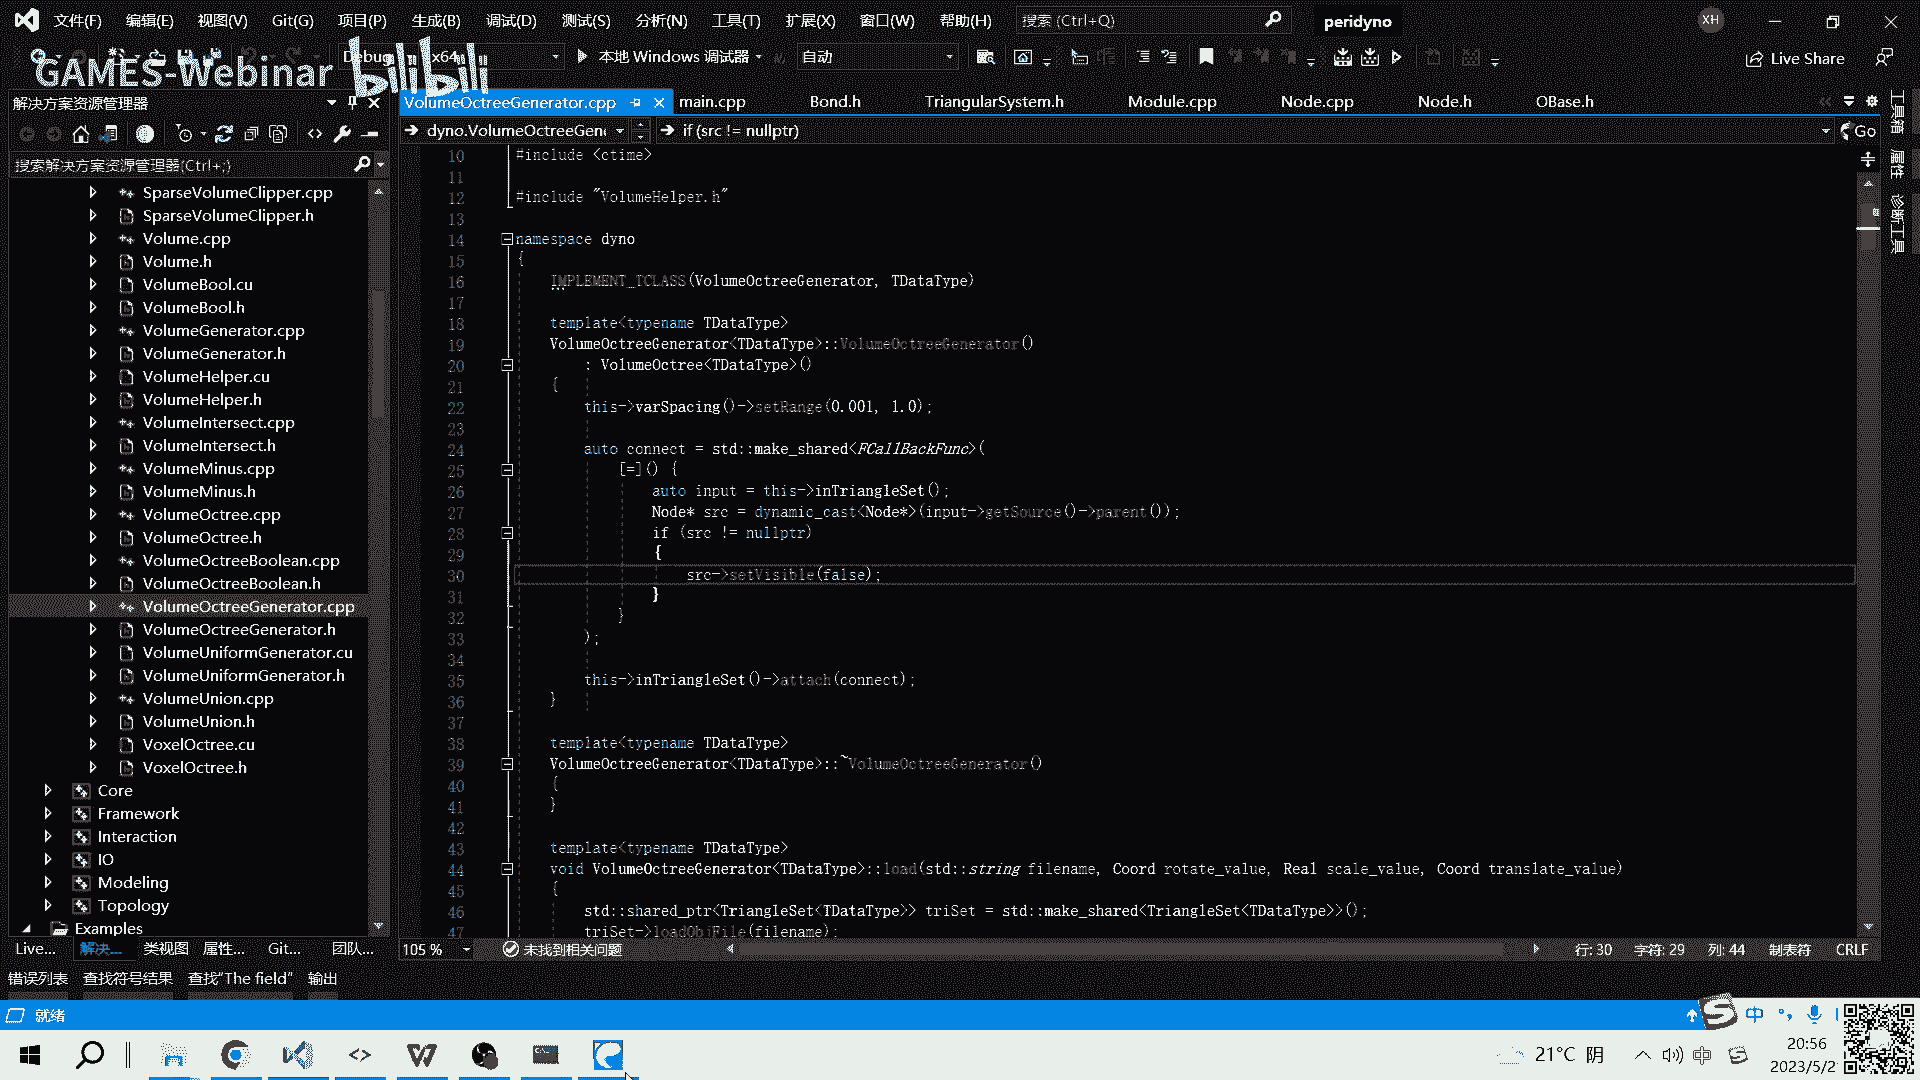 文件(F) 编辑(E) 视图(V) Git(G) 项目(P) 生成(B) 调试(D) 测试(S) 分析(N) 工具(T) 扩展(X) 窗口(W) 帮助(H) 搜索 (Ctrl+Q) peridyno XH
Debug x64 本地 Windows 调试器 自动 Live Share
GAMES-Webinar bilibili
解决方案资源管理器
VolumeOctreeGenerator.cpp main.cpp Bond.h TriangularSystem.h Module.cpp Node.cpp Node.h OBase.h
dyno.VolumeOctreeGen if (src != nullptr) Go
搜索解决方案资源管理器(Ctrl+;)
SparseVolumeClipper.cpp
SparseVolumeClipper.h
Volume.cpp
Volume.h
VolumeBool.cu
VolumeBool.h
VolumeGenerator.cpp
VolumeGenerator.h
VolumeHelper.cu
VolumeHelper.h
VolumeIntersect.cpp
VolumeIntersect.h
VolumeMinus.cpp
VolumeMinus.h
VolumeOctree.cpp
VolumeOctree.h
VolumeOctreeBoolean.cpp
VolumeOctreeBoolean.h
VolumeOctreeGenerator.cpp
VolumeOctreeGenerator.h
VolumeUniformGenerator.cu
VolumeUniformGenerator.h
VolumeUnion.cpp
VolumeUnion.h
VoxelOctree.cu
VoxelOctree.h
Core
Framework
Interaction
IO
Modeling
Topology
Examples
Live... 解决... 类视图 属性... Git... 团队...
10 #include <ctime>
11
12 #include "VolumeHelper.h"
13
14 namespace dyno
15 {
16 IMPLEMENT_TCLASS(VolumeOctreeGenerator, TDataType)
17
18 template<typename TDataType>
19 VolumeOctreeGenerator<TDataType>::VolumeOctreeGenerator()
20 : VolumeOctree<TDataType>()
21 {
22 this->varSpacing()->setRange(0.001, 1.0);
23
24 auto connect = std::make_shared<FCallBackFunc>(
25 [=]() {
26 auto input = this->inTriangleSet();
27 Node* src = dynamic_cast<Node*>(input->getSource()->parent());
28 if (src != nullptr)
29 {
30 src->setVisible(false);
31 }
32 }
33 );
34
35 this->inTriangleSet()->attach(connect);
36 }
37
38 template<typename TDataType>
39 VolumeOctreeGenerator<TDataType>::~VolumeOctreeGenerator()
40 {
41 }
42
43 template<typename TDataType>
44 void VolumeOctreeGenerator<TDataType>::load(std::string filename, Coord rotate_value, Real scale_value, Coord translate_value)
45 {
46 std::shared_ptr<TriangleSet<TDataType>> triSet = std::make_shared<TriangleSet<TDataType>>();
47 triSet->loadObjFile(filename);
105 % 未找到相关问题 行: 30 字符: 29 列: 44 制表符 CRLF
工具箱
属性
诊断工具
错误列表 查找符号结果 查找"The field" 输出
就绪
中
21°C 阴 中 20:56
2023/5/2